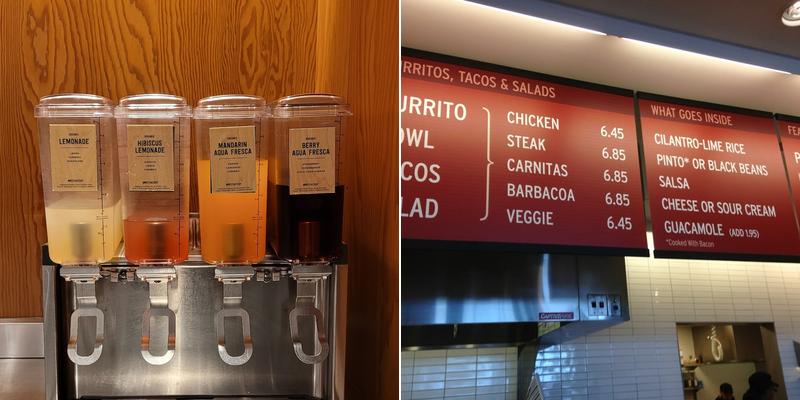 LEMONADE
HIBISCUS
LEMONADE
MANDARIN
AGUA FRESCA
BERRY
AGUA FRESCA
URRITOS, TACOS & SALADS
URRITO
OWL
COS
LAD
CHICKEN 6.45
STEAK 6.85
CARNITAS 6.85
BARBACOA 6.85
VEGGIE 6.45
WHAT GOES INSIDE
CILANTRO-LIME RICE
PINTO* OR BLACK BEANS
SALSA
CHEESE OR SOUR CREAM
GUACAMOLE (ADD 1.95)
*Cooked With Bacon
CAPTIVEAIRE